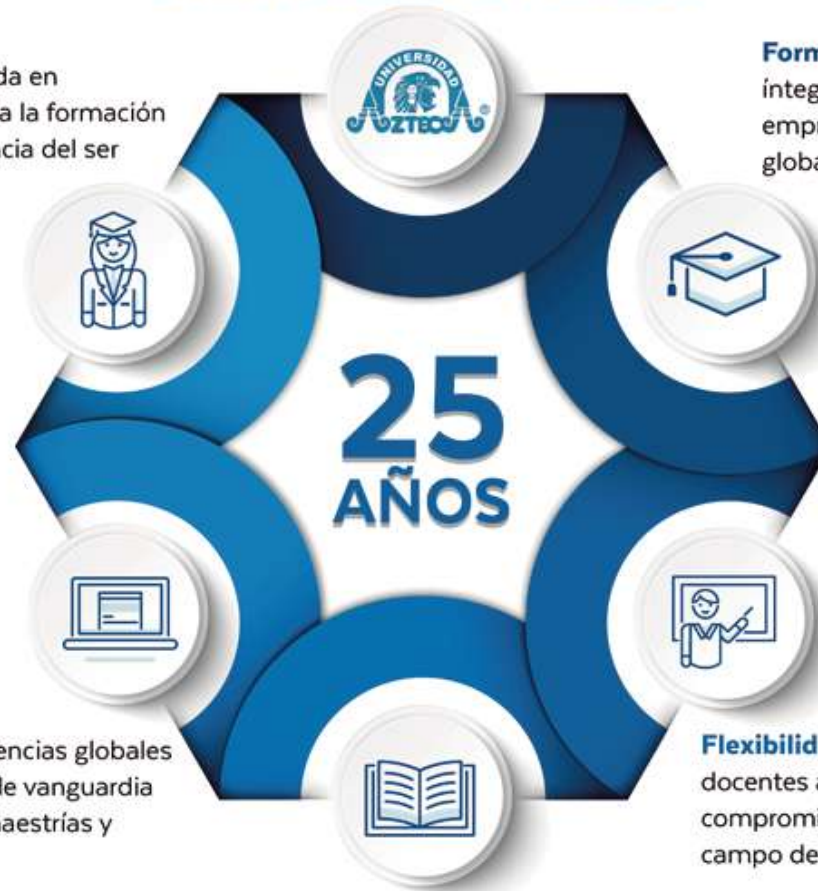 da en
a la formación
cia del ser
UNIVERSIDAD
AZTECA
®
Form
ínteg
empr
globa
25
AÑOS
encias globales
de vanguardia
aestrías y
Flexibilid
docentes a
compromi
campo de